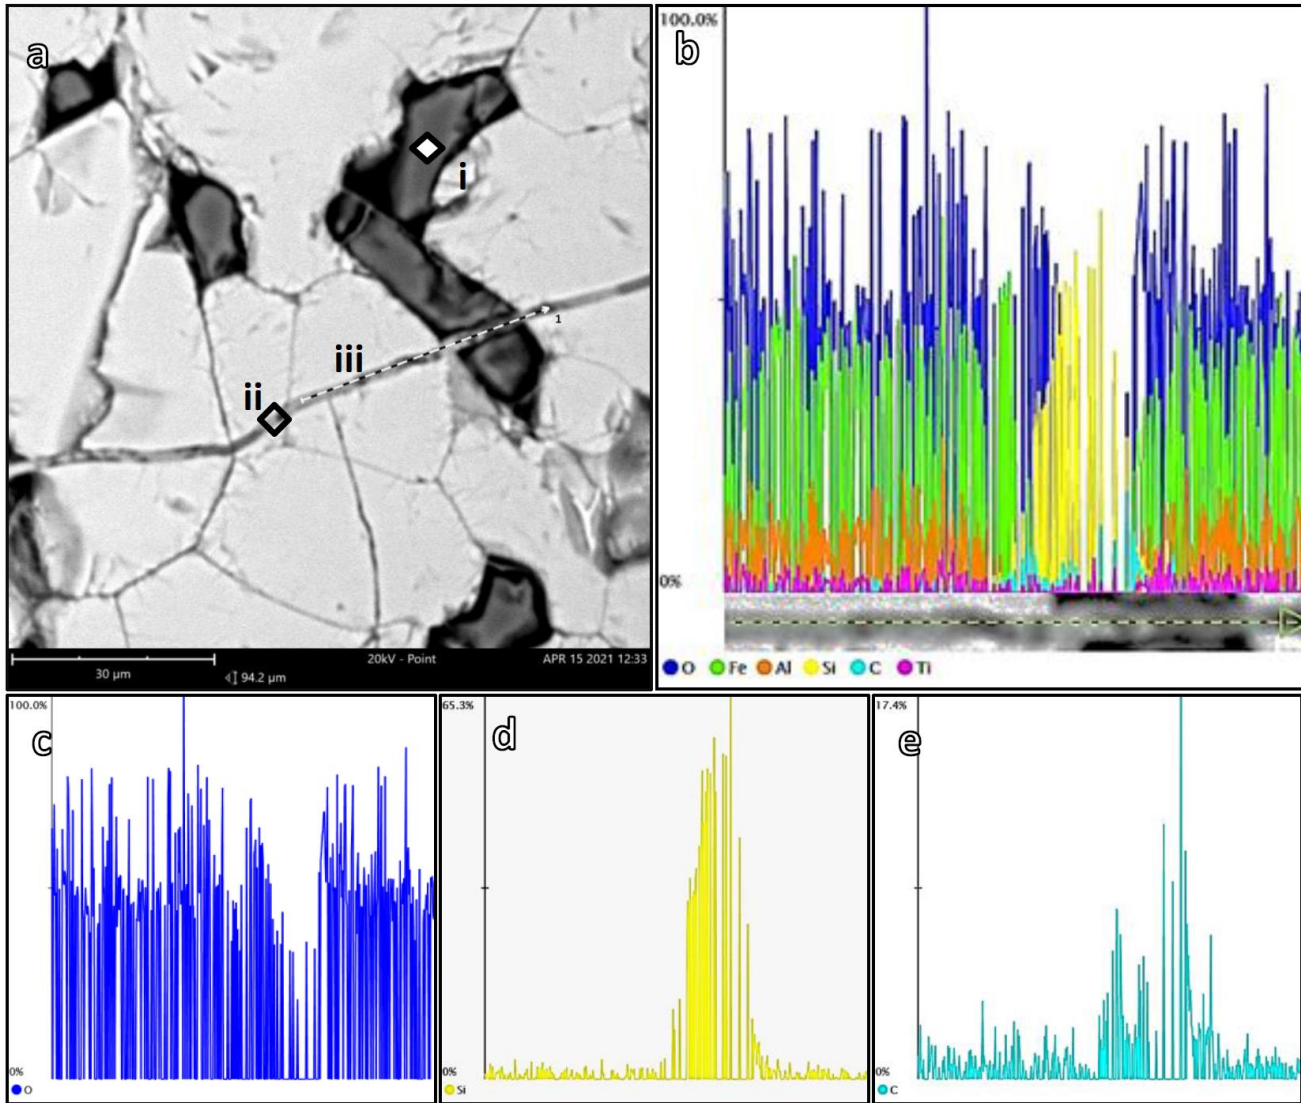 a
i
ii
iii
1
30 µm
94.2 µm
20kV - Point
APR 15 2021 12:33
b
100.0%
0%
O Fe Al Si C Ti
c
100.0%
0%
O
d
65.3%
0%
Si
e
17.4%
0%
C